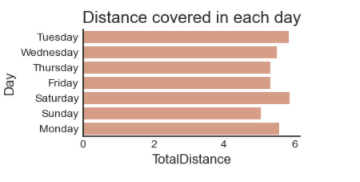 Distance covered in each day
Day
Tuesday
Wednesday
Thursday
Friday
Saturday
Sunday
Monday
0 2 4 6
TotalDistance